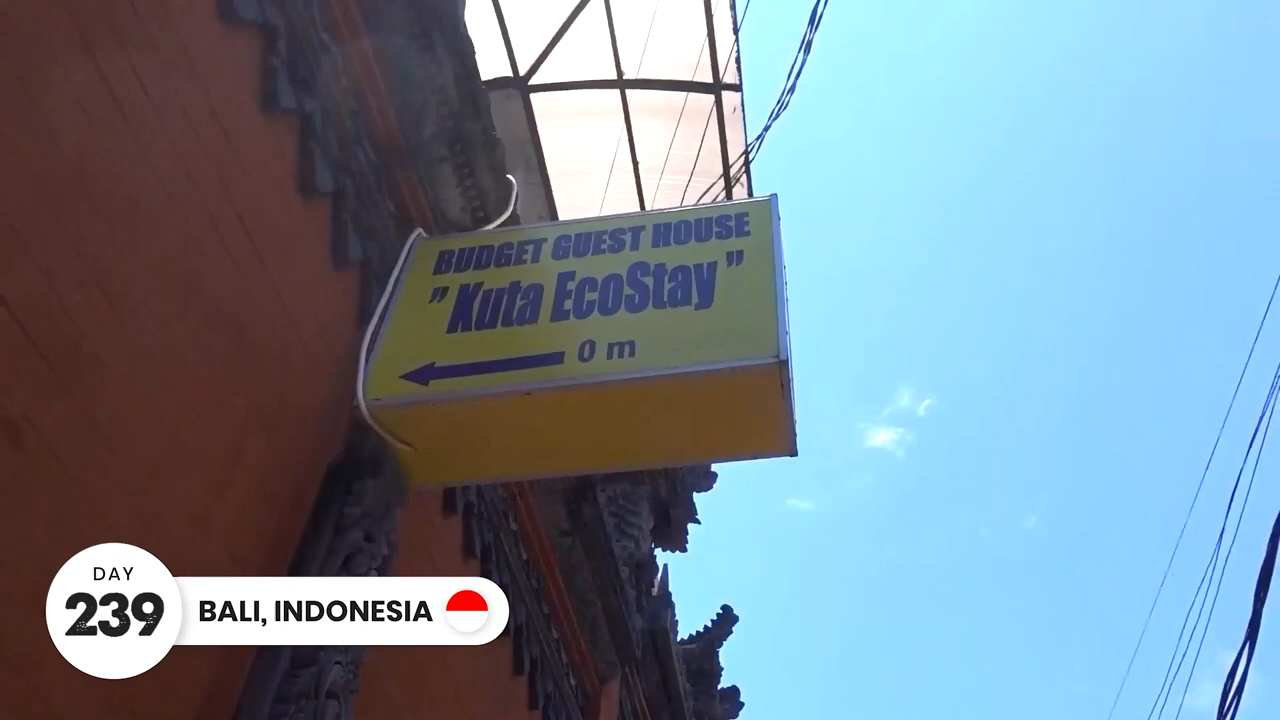 BUDGET GUEST HOUSE
"Kuta EcoStay"
0 m
DAY
239
BALI, INDONESIA